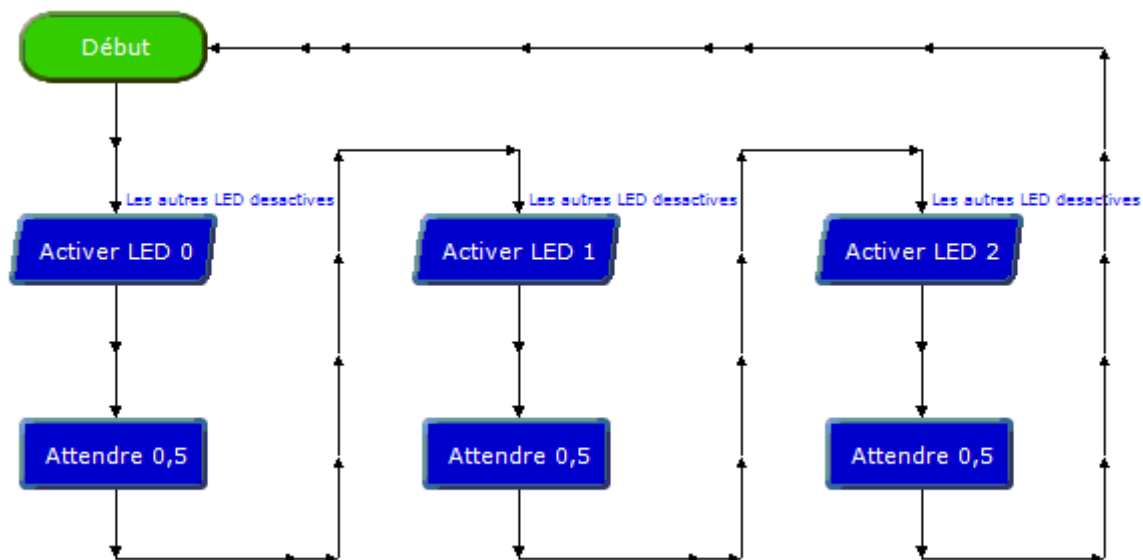 Début
Les autres LED desactives
Les autres LED desactives
Les autres LED desactives
Activer LED 0
Activer LED 1
Activer LED 2
Attendre 0,5
Attendre 0,5
Attendre 0,5